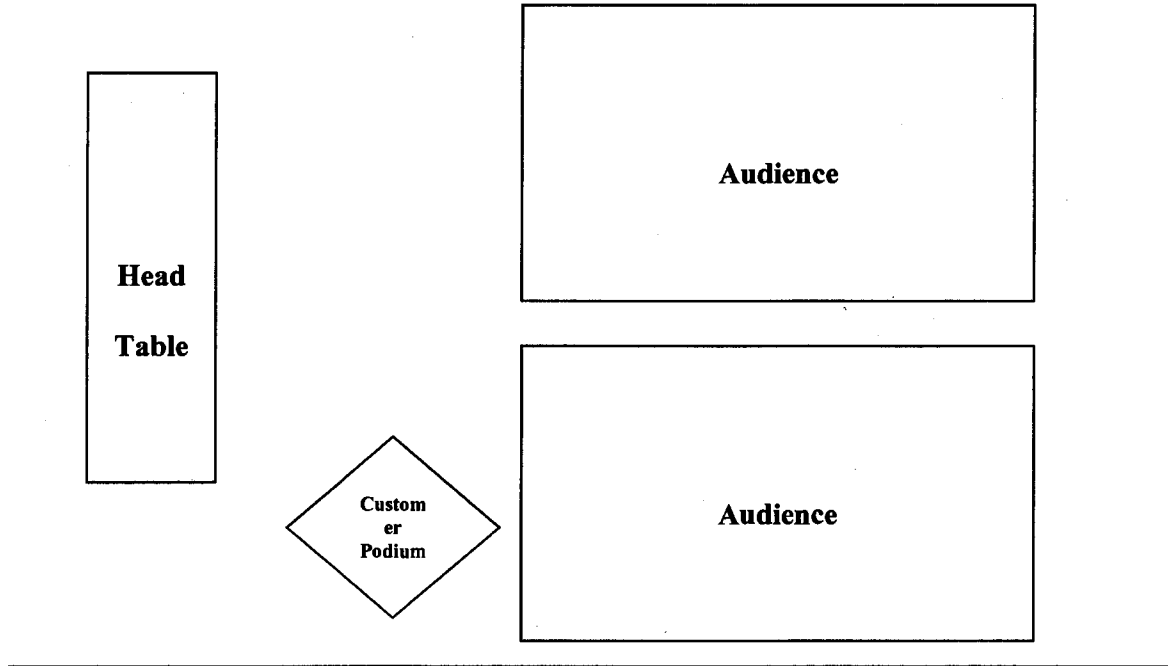 Audience
Head
Table
Custom
er
Podium
Audience